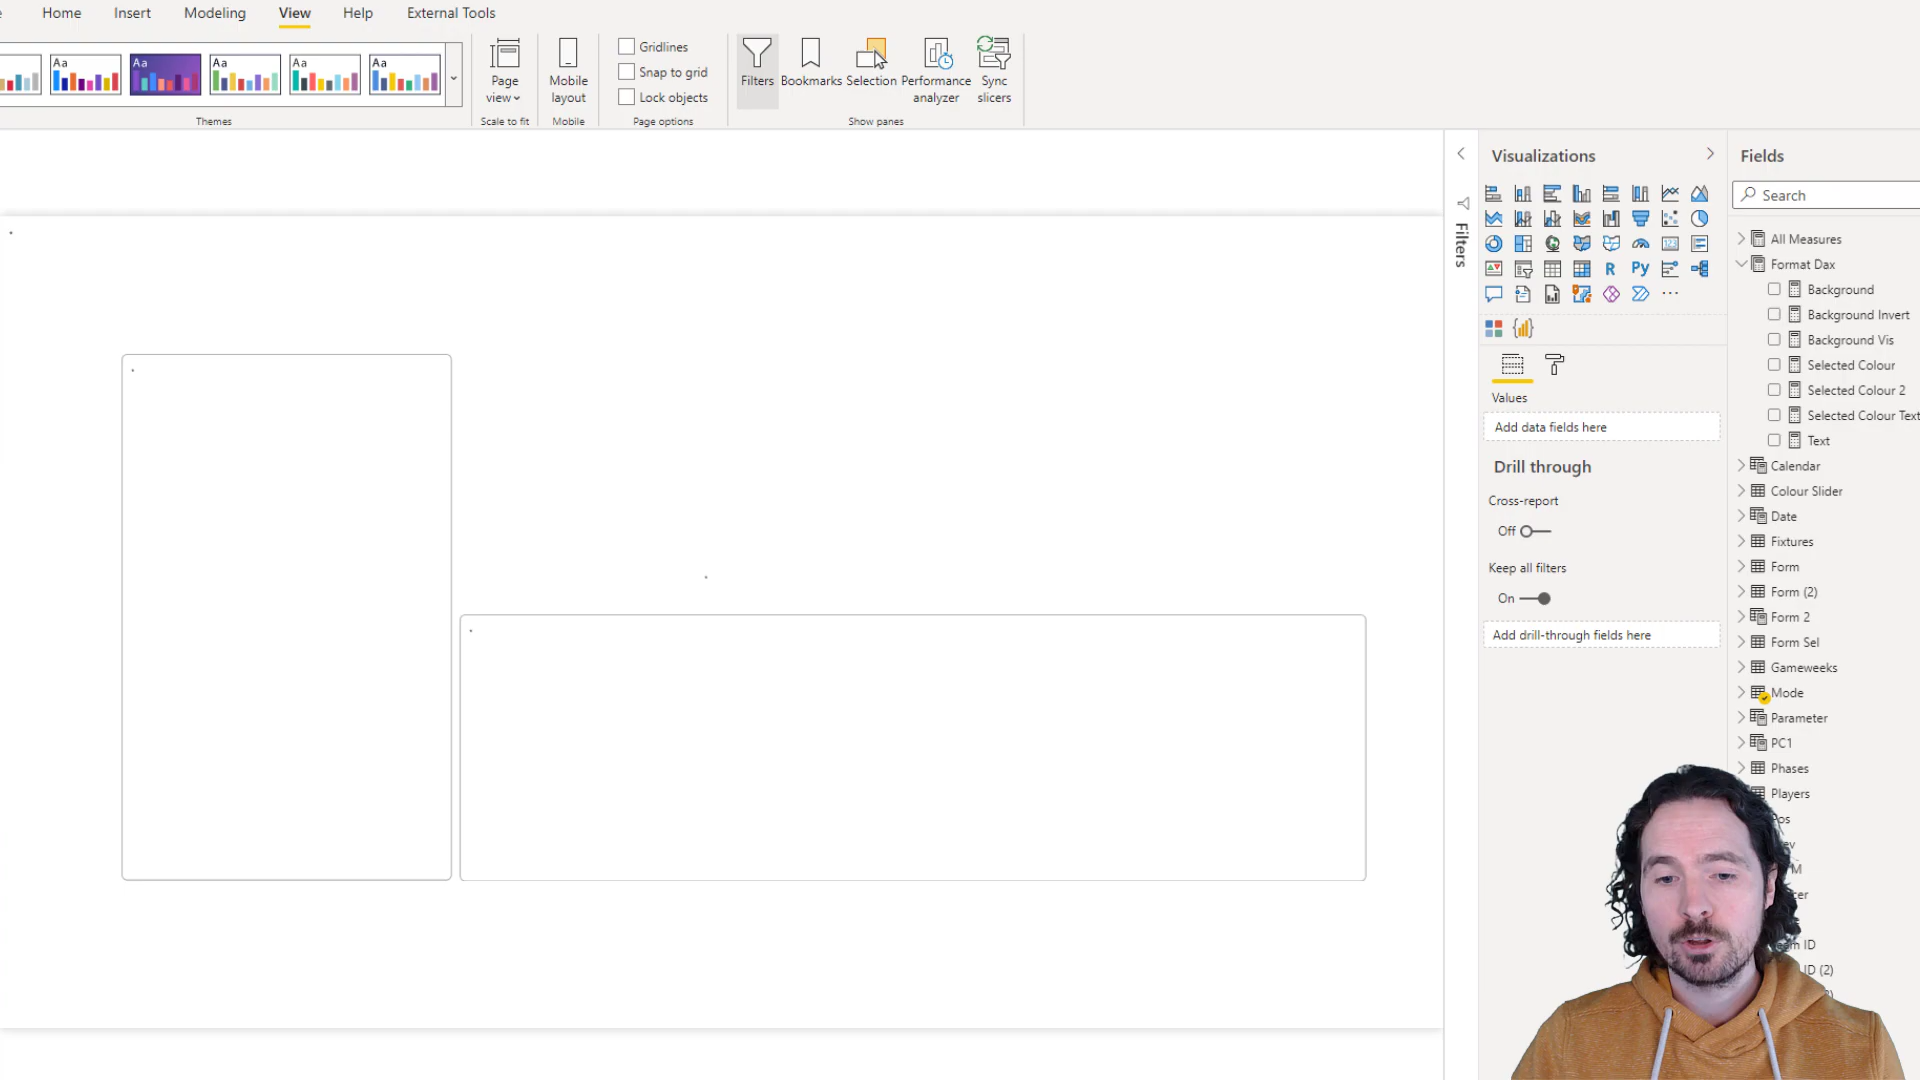 Home Insert Modeling View Help External Tools
Aa Aa Aa Aa Aa
Page view
Mobile layout
Gridlines
Snap to grid
Lock objects
Filters
Bookmarks
Selection
Performance analyzer
Sync slicers
Themes
Scale to fit
Mobile
Page options
Show panes
Filters
Visualizations
R
Py
123
Values
Add data fields here
Drill through
Cross-report
Off
Keep all filters
On
Add drill-through fields here
Fields
Search
All Measures
Format Dax
Background
Background Invert
Background Vis
Selected Colour
Selected Colour 2
Selected Colour Text
Text
Calendar
Colour Slider
Date
Fixtures
Form
Form (2)
Form 2
Form Sel
Gameweeks
Mode
Parameter
PC1
Phases
Players
ID
ID (2)